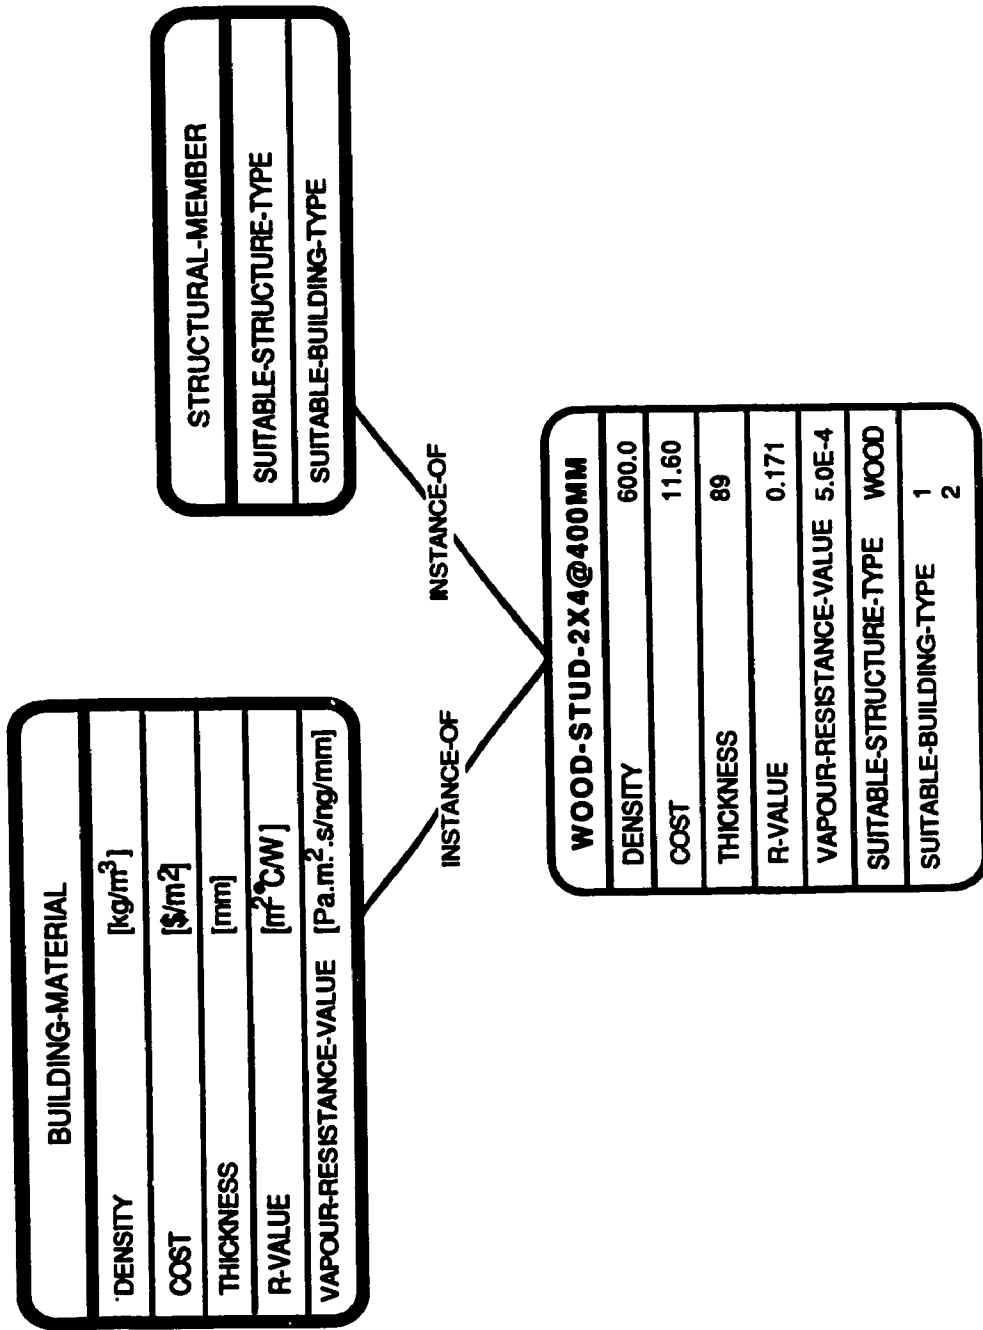 BUILDING-MATERIAL
DENSITY [kg/m³]
COST [$/m²]
THICKNESS [mm]
R-VALUE [m²°C/W]
VAPOUR-RESISTANCE-VALUE [Pa.m².s/ng/mm]
STRUCTURAL-MEMBER
SUITABLE-STRUCTURE-TYPE
SUITABLE-BUILDING-TYPE
INSTANCE-OF
INSTANCE-OF
WOOD-STUD-2X4@400MM
DENSITY 600.0
COST 11.60
THICKNESS 89
R-VALUE 0.171
VAPOUR-RESISTANCE-VALUE 5.0E-4
SUITABLE-STRUCTURE-TYPE WOOD
SUITABLE-BUILDING-TYPE 1
2